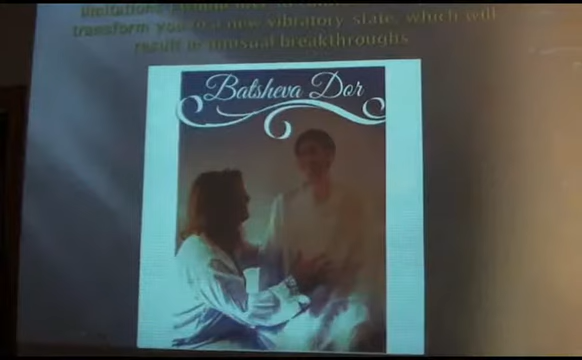 transform you to a new vibratory state, which will
result in unusual breakthroughs
Batsheva Dor